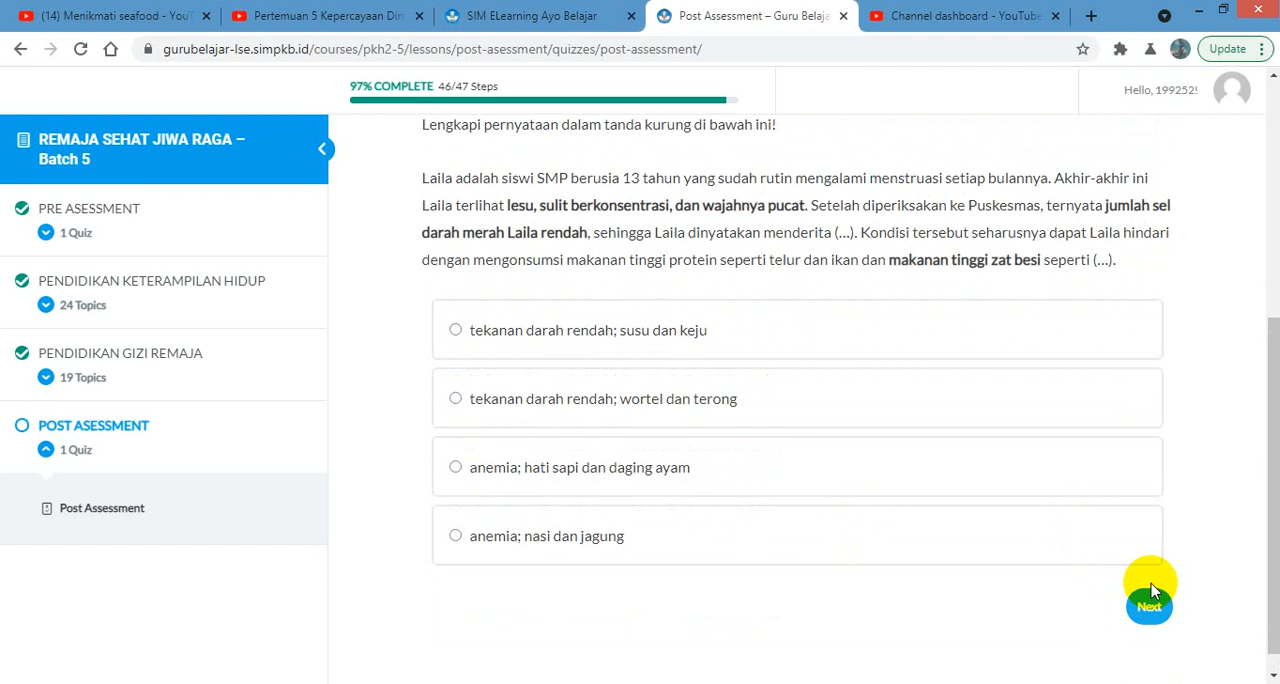 (14) Menikmati seafood - YouT
Pertemuan 5 Kepercayaan Diri
SIM ELearning Ayo Belajar
Post Assessment – Guru Belaja
Channel dashboard - YouTube
gurubelajar-lse.simpkb.id/courses/pkh2-5/lessons/post-asessment/quizzes/post-assessment/
Update
97% COMPLETE 46/47 Steps
Hello, 199252!
REMAJA SEHAT JIWA RAGA –
Batch 5
PRE ASESSMENT
1 Quiz
PENDIDIKAN KETERAMPILAN HIDUP
24 Topics
PENDIDIKAN GIZI REMAJA
19 Topics
POST ASESSMENT
1 Quiz
Post Assessment
Lengkapi pernyataan dalam tanda kurung di bawah ini!
Laila adalah siswi SMP berusia 13 tahun yang sudah rutin mengalami menstruasi setiap bulannya. Akhir-akhir ini
Laila terlihat lesu, sulit berkonsentrasi, dan wajahnya pucat. Setelah diperiksakan ke Puskesmas, ternyata jumlah sel
darah merah Laila rendah, sehingga Laila dinyatakan menderita (...). Kondisi tersebut seharusnya dapat Laila hindari
dengan mengonsumsi makanan tinggi protein seperti telur dan ikan dan makanan tinggi zat besi seperti (...).
tekanan darah rendah; susu dan keju
tekanan darah rendah; wortel dan terong
anemia; hati sapi dan daging ayam
anemia; nasi dan jagung
Next